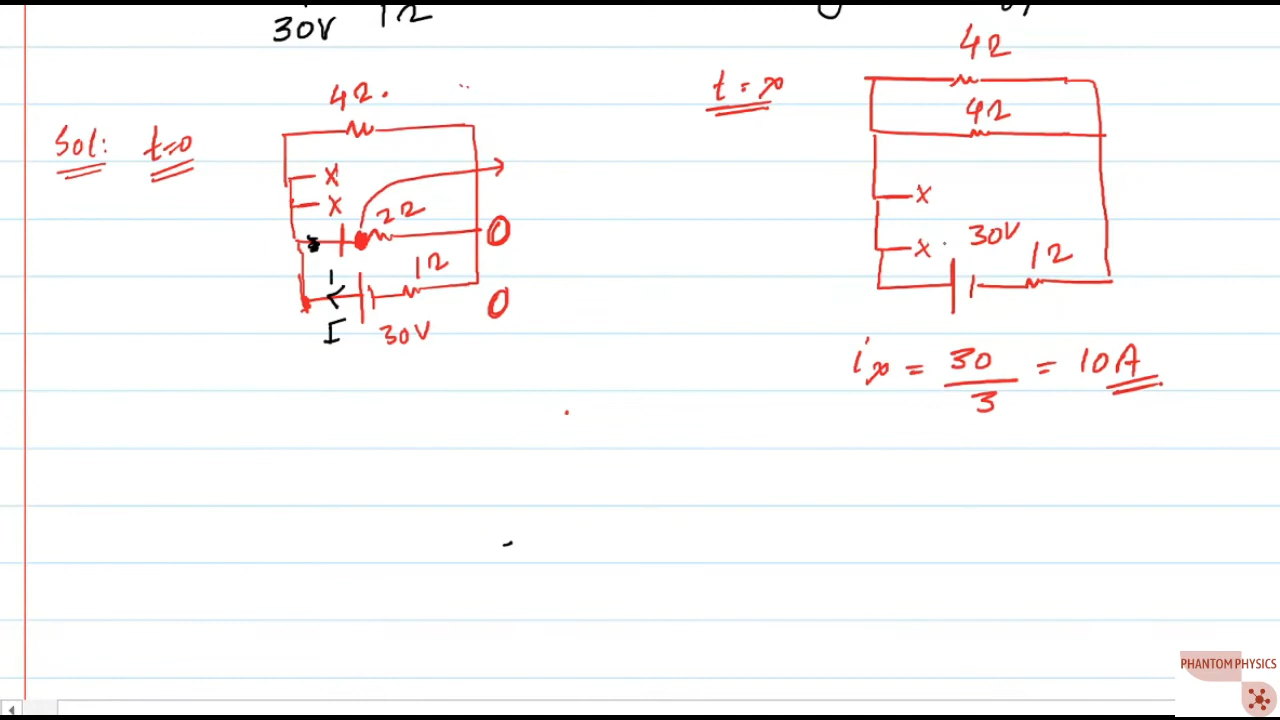 30V 1Ω
Sol: t=0
4Ω
x
x
2Ω
0
1Ω
0
I
30V
t=∞
4Ω
4Ω
x
x
30V
1Ω
i∞ = 30/3 = 10A
PHANTOM PHYSICS